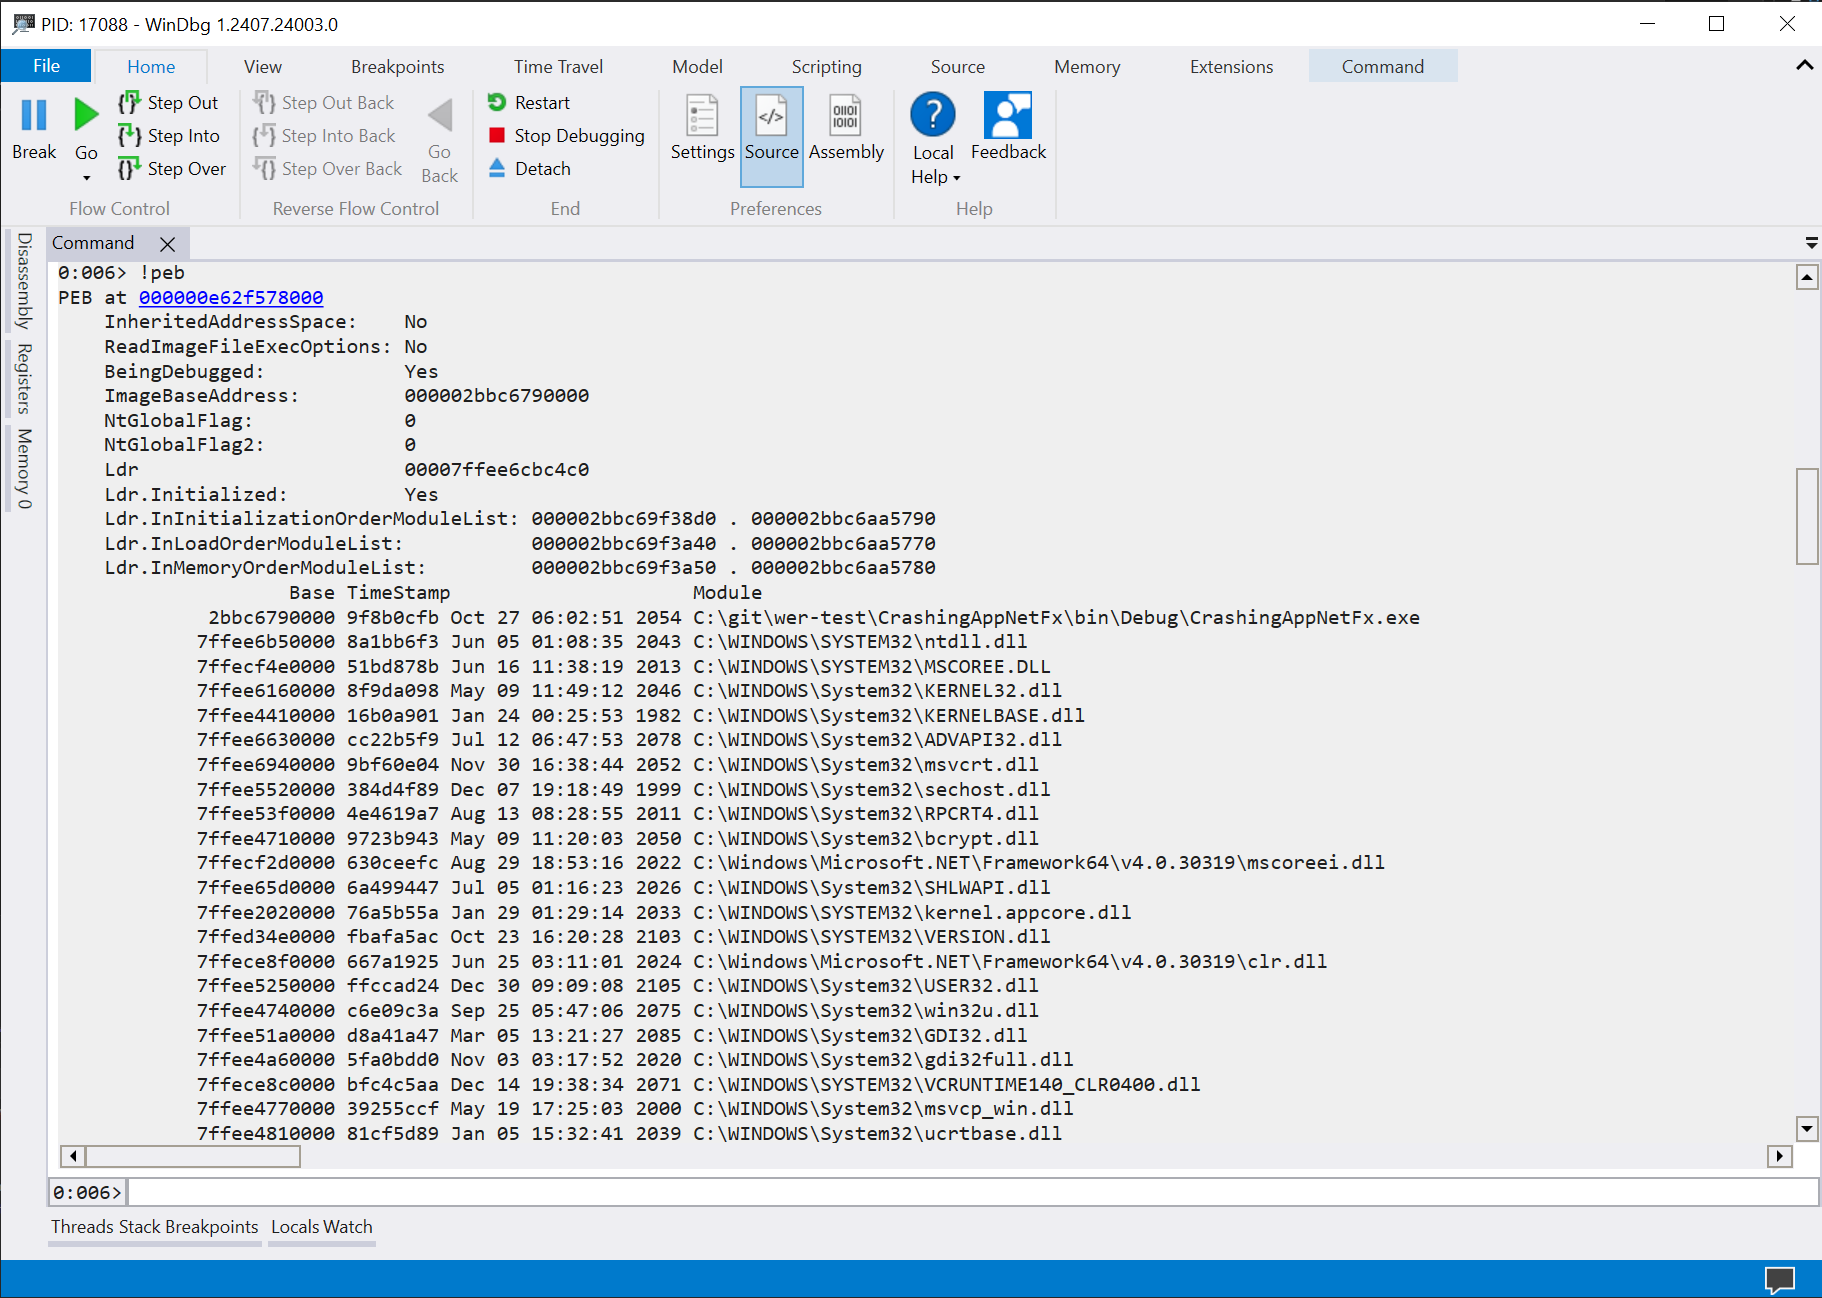 PID: 17088 - WinDbg 1.2407.24003.0
File Home View Breakpoints Time Travel Model Scripting Source Memory Extensions Command
Break
Go
Step Out
Step Into
Step Over
Flow Control
Step Out Back
Step Into Back
Step Over Back
Go Back
Reverse Flow Control
Restart
Stop Debugging
Detach
End
Settings
Source
Assembly
Preferences
Local Help
Feedback
Help
Disassembly
Registers
Memory 0
Command
0:006> !peb
PEB at 000000e62f578000
    InheritedAddressSpace:    No
    ReadImageFileExecOptions: No
    BeingDebugged:            Yes
    ImageBaseAddress:         000002bbc6790000
    NtGlobalFlag:             0
    NtGlobalFlag2:            0
    Ldr                       00007ffee6cbc4c0
    Ldr.Initialized:          Yes
    Ldr.InInitializationOrderModuleList: 000002bbc69f38d0 . 000002bbc6aa5790
    Ldr.InLoadOrderModuleList:           000002bbc69f3a40 . 000002bbc6aa5770
    Ldr.InMemoryOrderModuleList:         000002bbc69f3a50 . 000002bbc6aa5780
                    Base TimeStamp                     Module
             2bbc6790000 9f8b0cfb Oct 27 06:02:51 2054 C:\git\wer-test\CrashingAppNetFx\bin\Debug\CrashingAppNetFx.exe
            7ffee6b50000 8a1bb6f3 Jun 05 01:08:35 2043 C:\WINDOWS\SYSTEM32\ntdll.dll
            7ffecf4e0000 51bd878b Jun 16 11:38:19 2013 C:\WINDOWS\SYSTEM32\MSCOREE.DLL
            7ffee6160000 8f9da098 May 09 11:49:12 2046 C:\WINDOWS\System32\KERNEL32.dll
            7ffee4410000 16b0a901 Jan 24 00:25:53 1982 C:\WINDOWS\System32\KERNELBASE.dll
            7ffee6630000 cc22b5f9 Jul 12 06:47:53 2078 C:\WINDOWS\System32\ADVAPI32.dll
            7ffee6940000 9bf60e04 Nov 30 16:38:44 2052 C:\WINDOWS\System32\msvcrt.dll
            7ffee5520000 384d4f89 Dec 07 19:18:49 1999 C:\WINDOWS\System32\sechost.dll
            7ffee53f0000 4e4619a7 Aug 13 08:28:55 2011 C:\WINDOWS\System32\RPCRT4.dll
            7ffee4710000 9723b943 May 09 11:20:03 2050 C:\WINDOWS\System32\bcrypt.dll
            7ffecf2d0000 630ceefc Aug 29 18:53:16 2022 C:\Windows\Microsoft.NET\Framework64\v4.0.30319\mscoreei.dll
            7ffee65d0000 6a499447 Jul 05 01:16:23 2026 C:\WINDOWS\System32\SHLWAPI.dll
            7ffee2020000 76a5b55a Jan 29 01:29:14 2033 C:\WINDOWS\SYSTEM32\kernel.appcore.dll
            7ffed34e0000 fbafa5ac Oct 23 16:20:28 2103 C:\WINDOWS\SYSTEM32\VERSION.dll
            7ffece8f0000 667a1925 Jun 25 03:11:01 2024 C:\Windows\Microsoft.NET\Framework64\v4.0.30319\clr.dll
            7ffee5250000 ffccad24 Dec 30 09:09:08 2105 C:\WINDOWS\System32\USER32.dll
            7ffee4740000 c6e09c3a Sep 25 05:47:06 2075 C:\WINDOWS\System32\win32u.dll
            7ffee51a0000 d8a41a47 Mar 05 13:21:27 2085 C:\WINDOWS\System32\GDI32.dll
            7ffee4a60000 5fa0bdd0 Nov 03 03:17:52 2020 C:\WINDOWS\System32\gdi32full.dll
            7ffece8c0000 bfc4c5aa Dec 14 19:38:34 2071 C:\WINDOWS\SYSTEM32\VCRUNTIME140_CLR0400.dll
            7ffee4770000 39255ccf May 19 17:25:03 2000 C:\WINDOWS\System32\msvcp_win.dll
            7ffee4810000 81cf5d89 Jan 05 15:32:41 2039 C:\WINDOWS\System32\ucrtbase.dll
0:006>
Threads Stack Breakpoints Locals Watch